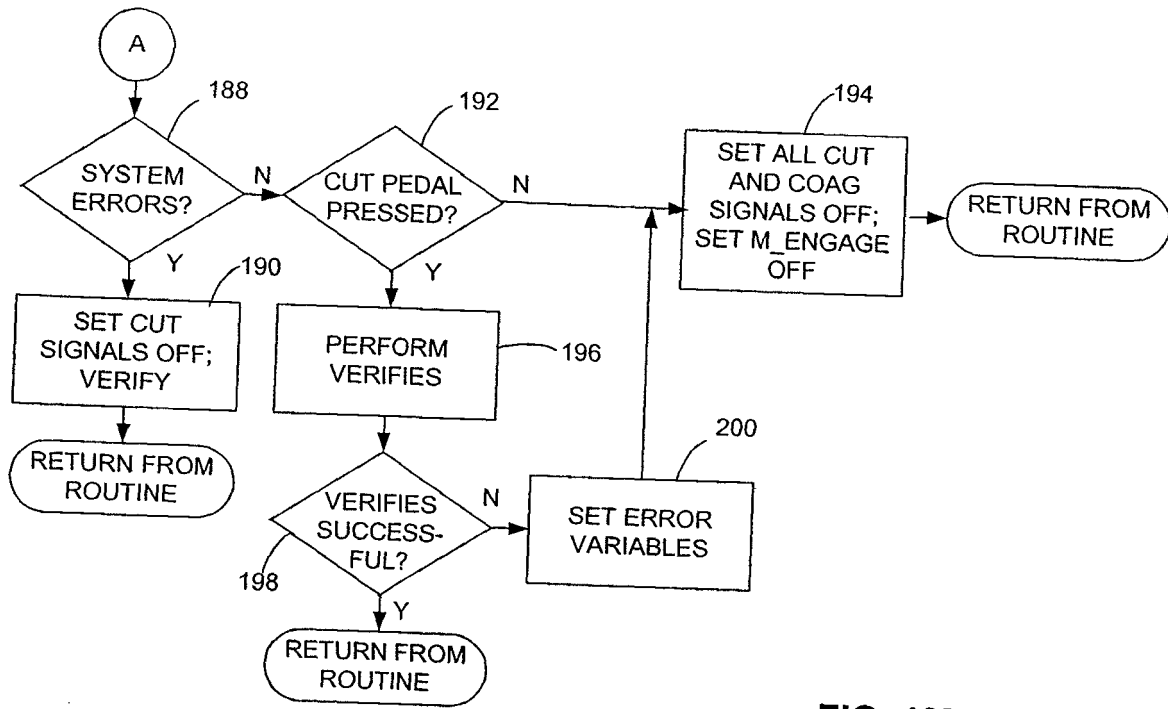 A
188
SYSTEM
ERRORS?
N
Y
192
CUT PEDAL
PRESSED?
N
Y
194
SET ALL CUT
AND COAG
SIGNALS OFF;
SET M_ENGAGE
OFF
RETURN FROM
ROUTINE
190
SET CUT
SIGNALS OFF;
VERIFY
RETURN FROM
ROUTINE
PERFORM
VERIFIES
196
VERIFIES
SUCCESS-
FUL?
198
N
Y
200
SET ERROR
VARIABLES
RETURN FROM
ROUTINE